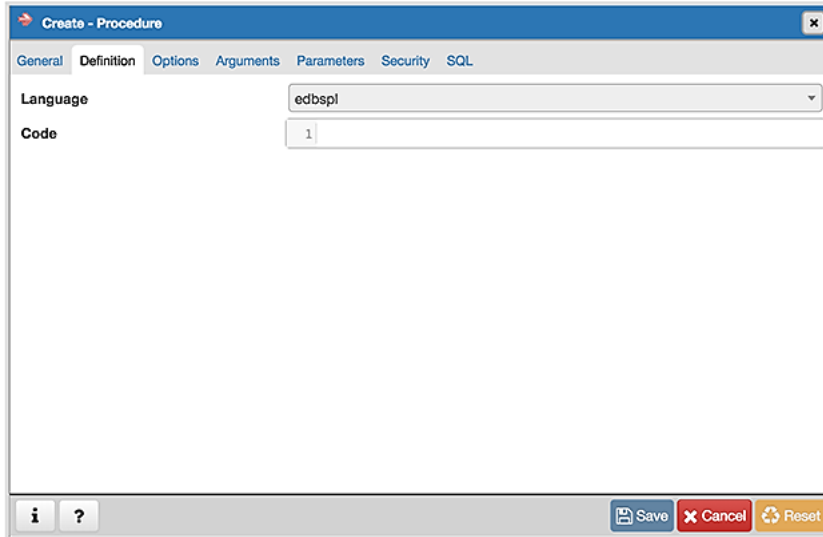 Create - Procedure
General Definition Options Arguments Parameters Security SQL
Language edbspl
Code 1
i ? Save Cancel Reset